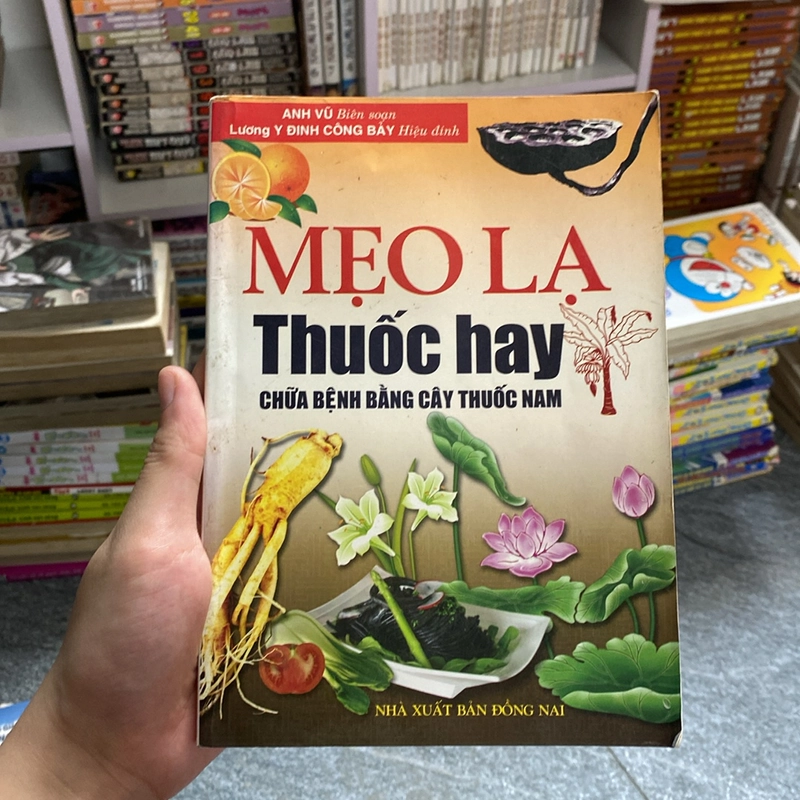 ANH VŨ Biên soạn
Lương Y ĐINH CÔNG BẢY Hiệu đính
MẸO LẠ
Thuốc hay
CHỮA BỆNH BẰNG CÂY THUỐC NAM
NHÀ XUẤT BẢN ĐỒNG NAI